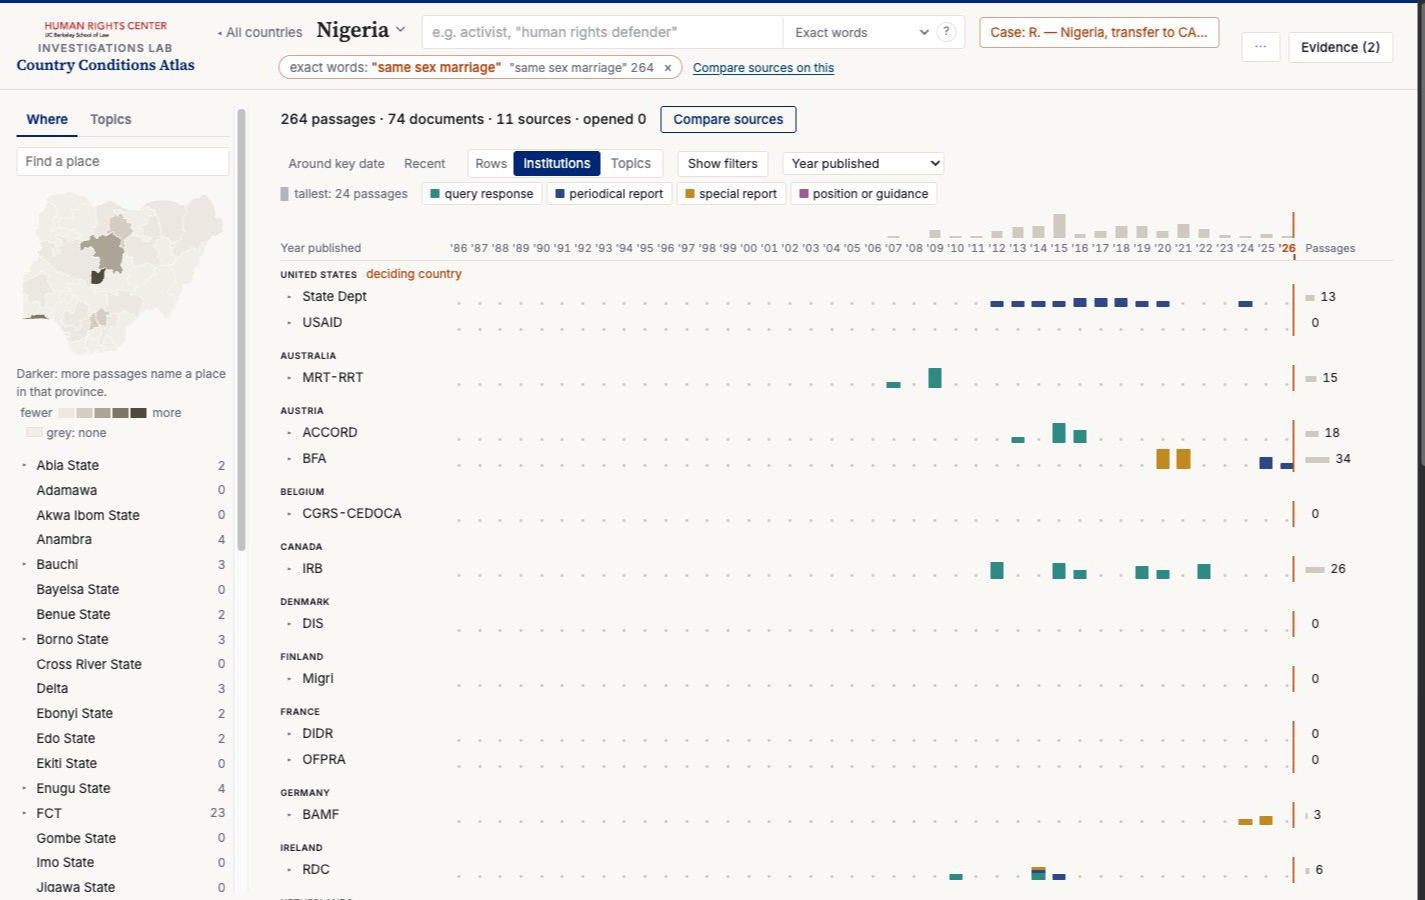 HUMAN RIGHTS CENTER
UC Berkeley School of Law
INVESTIGATIONS LAB
Country Conditions Atlas
All countries
Nigeria
e.g. activist, "human rights defender"
Exact words
?
Case: R. — Nigeria, transfer to CA...
...
Evidence (2)
exact words: "same sex marriage" "same sex marriage" 264 ×
Compare sources on this
Where Topics
Find a place
Darker: more passages name a place
in that province.
fewer more
grey: none
Abia State 2
Adamawa 0
Akwa Ibom State 0
Anambra 4
Bauchi 3
Bayelsa State 0
Benue State 2
Borno State 3
Cross River State 0
Delta 3
Ebonyi State 2
Edo State 2
Ekiti State 0
Enugu State 4
FCT 23
Gombe State 0
Imo State 0
Jigawa State 0
264 passages · 74 documents · 11 sources · opened 0
Compare sources
Around key date Recent Rows Institutions Topics Show filters Year published
tallest: 24 passages query response periodical report special report position or guidance
Year published '86 '87 '88 '89 '90 '91 '92 '93 '94 '95 '96 '97 '98 '99 '00 '01 '02 '03 '04 '05 '06 '07 '08 '09 '10 '11 '12 '13 '14 '15 '16 '17 '18 '19 '20 '21 '22 '23 '24 '25 '26 Passages
UNITED STATES deciding country
State Dept 13
USAID 0
AUSTRALIA
MRT-RRT 15
AUSTRIA
ACCORD 18
BFA 34
BELGIUM
CGRS-CEDOCA 0
CANADA
IRB 26
DENMARK
DIS 0
FINLAND
Migri 0
FRANCE
DIDR 0
OFPRA 0
GERMANY
BAMF 3
IRELAND
RDC 6